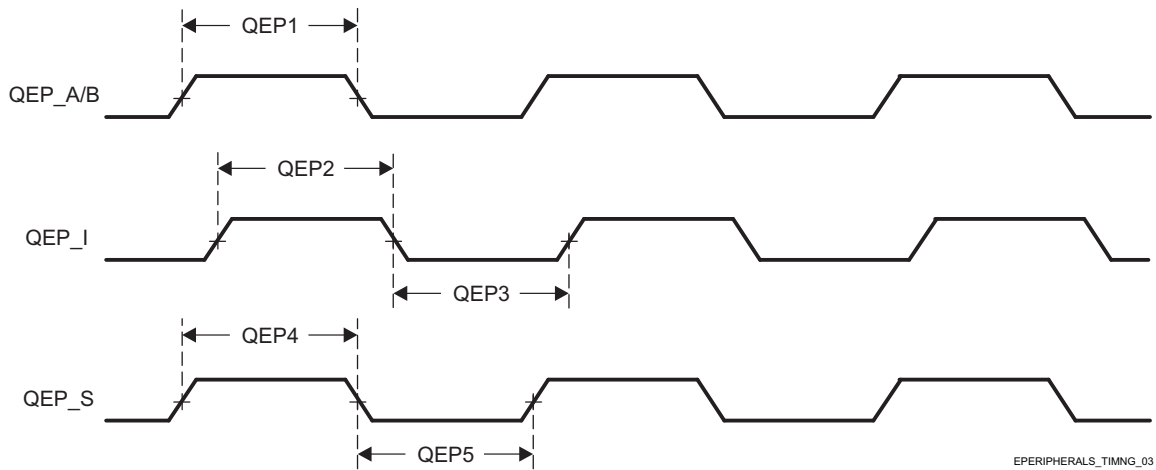 QEP1
QEP_A/B
QEP2
QEP_I
QEP3
QEP4
QEP_S
QEP5
EPERIPHERALS_TIMNG_03